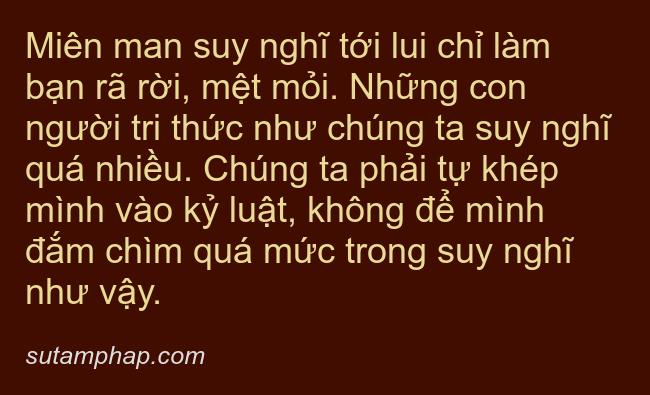 Miên man suy nghĩ tới lui chỉ làm
bạn rã rời, mệt mỏi. Những con
người tri thức như chúng ta suy nghĩ
quá nhiều. Chúng ta phải tự khép
mình vào kỷ luật, không để mình
đắm chìm quá mức trong suy nghĩ
như vậy.
sutamphap.com